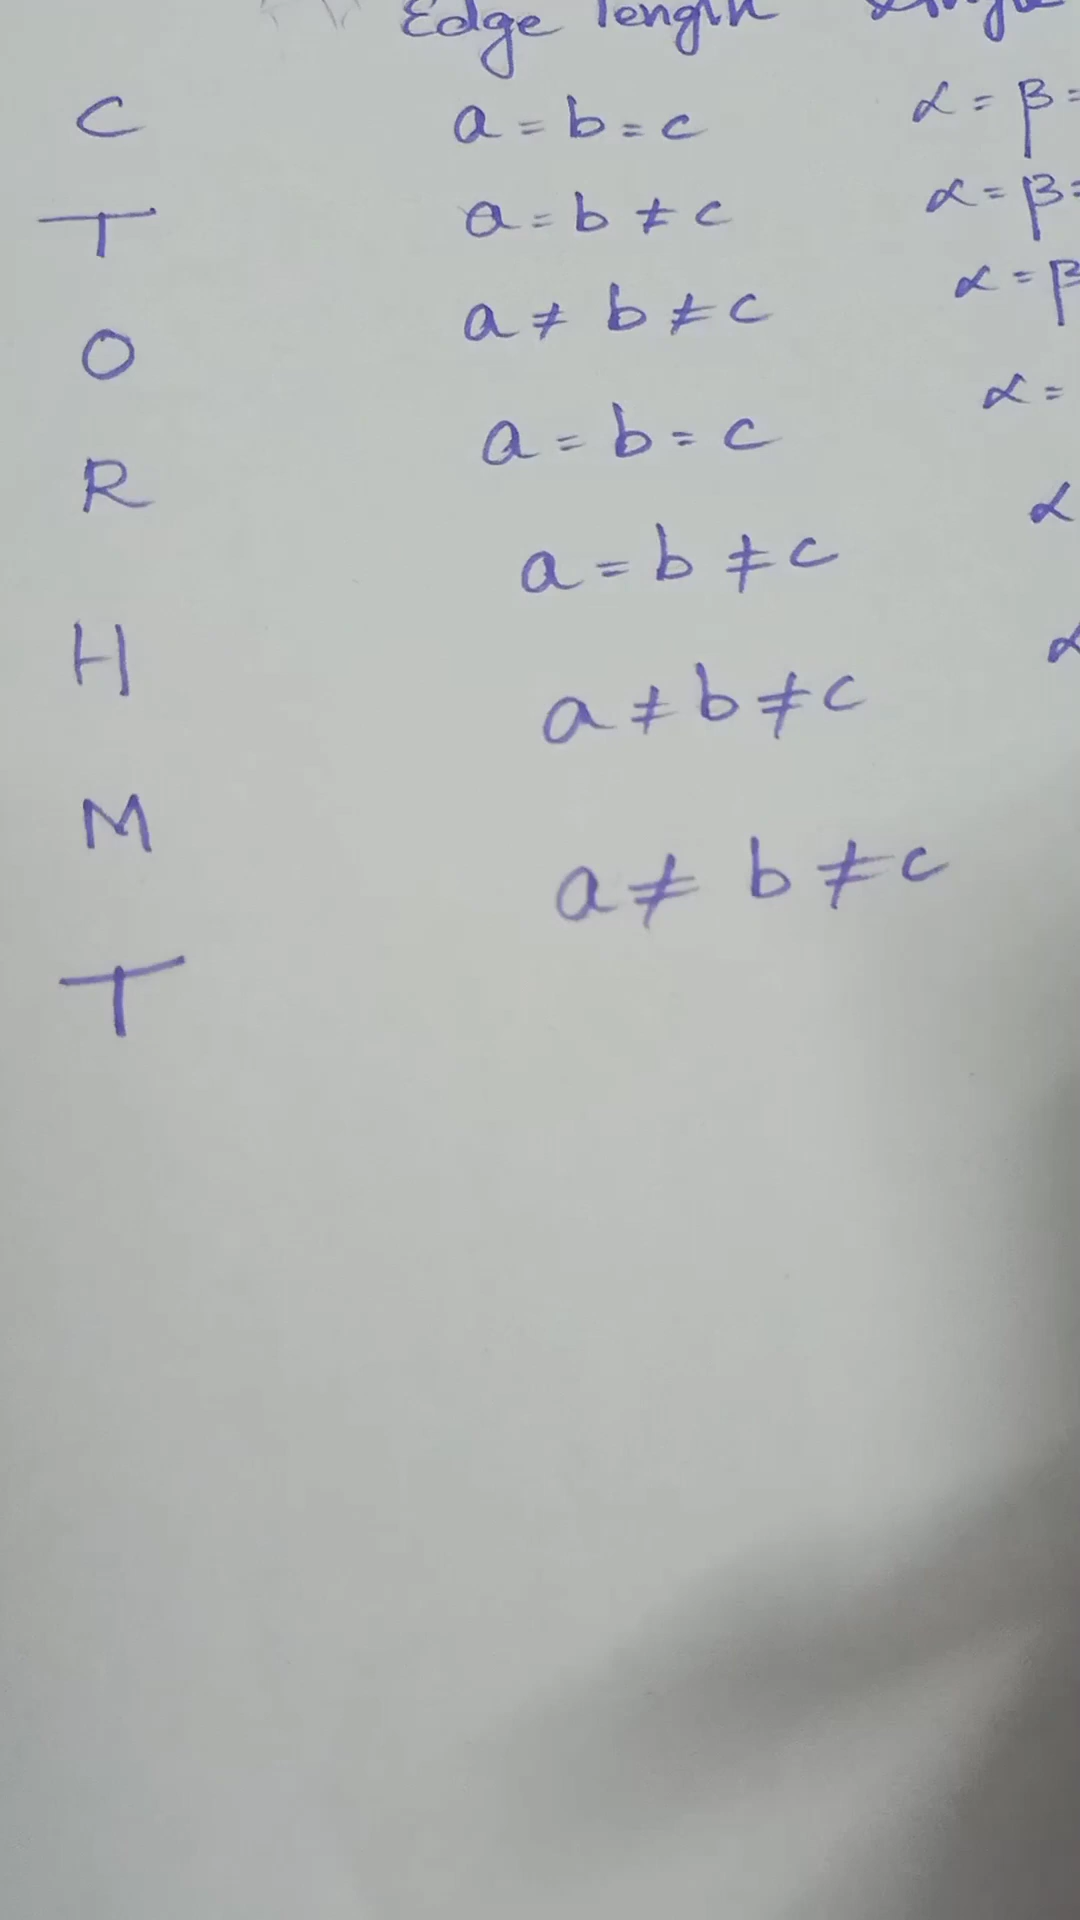 Edge length
C a = b = c α = β =
T a = b ≠ c α = β =
O a ≠ b ≠ c α = β
R a = b = c α =
H a = b ≠ c α
M a ≠ b ≠ c α
T a ≠ b ≠ c